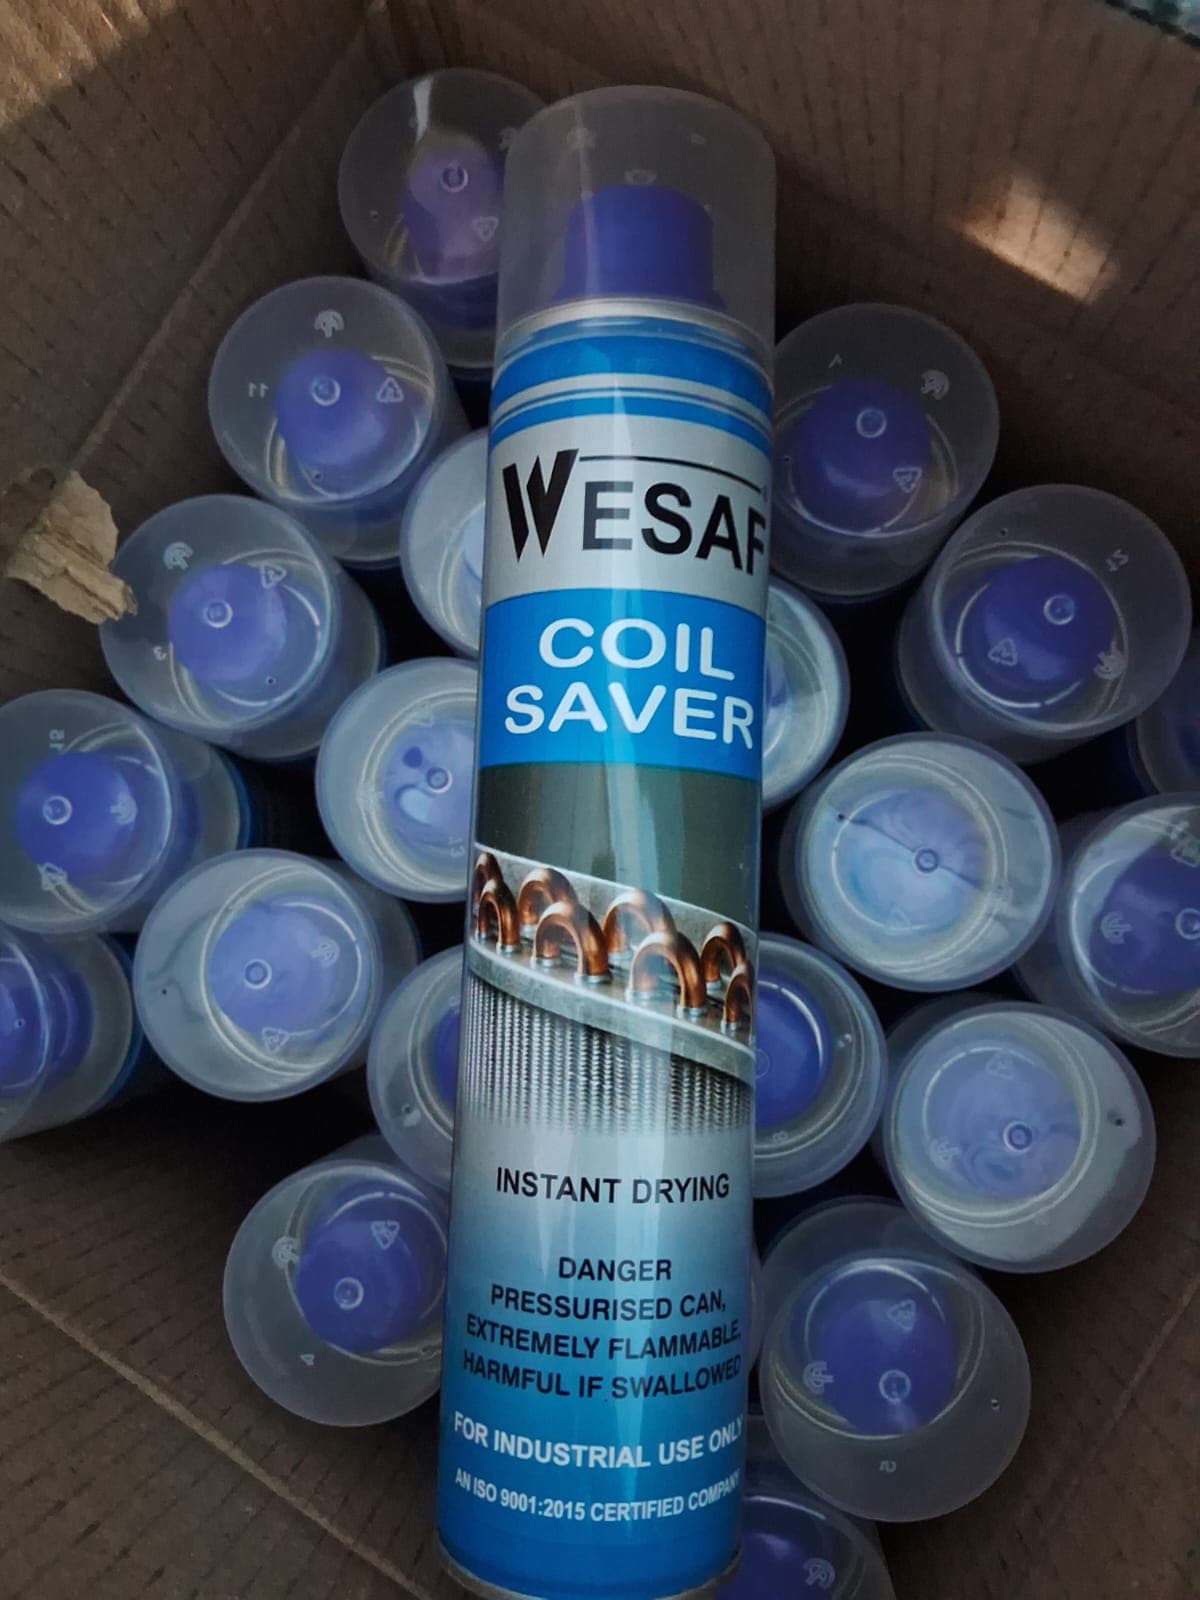 WESAF
COIL
SAVER
INSTANT DRYING
DANGER
PRESSURISED CAN,
EXTREMELY FLAMMABLE,
HARMFUL IF SWALLOWED
FOR INDUSTRIAL USE ONLY
AN ISO 9001:2015 CERTIFIED COMPANY